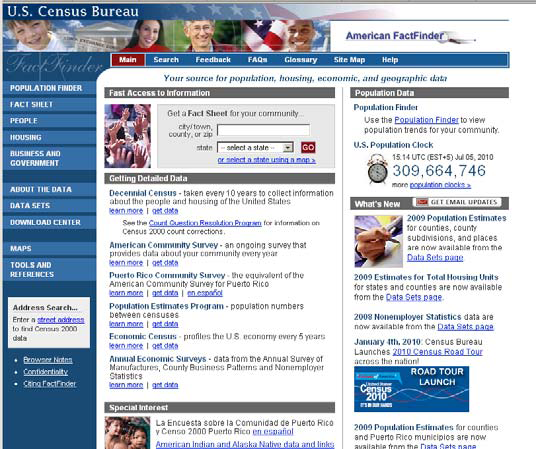 U.S. Census Bureau
American FactFinder
FactFinder
Main Search Feedback FAQs Glossary Site Map Help
Your source for population, housing, economic, and geographic data
POPULATION FINDER
FACT SHEET
PEOPLE
HOUSING
BUSINESS AND
GOVERNMENT
ABOUT THE DATA
DATA SETS
DOWNLOAD CENTER
MAPS
TOOLS AND
REFERENCES
Address Search...
Enter a street address
to find Census 2000
data
Browser Notes
Confidentiality
Citing FactFinder
Fast Access to Information
Get a Fact Sheet for your community...
city/ town,
county, or zip
state -- select a state -- GO
or select a state using a map »
Getting Detailed Data
Decennial Census - taken every 10 years to collect information
about the people and housing of the United States
learn more | get data
See the Count Question Resolution Program for information on
Census 2000 count corrections.
American Community Survey - an ongoing survey that
provides data about your community every year
learn more | get data
Puerto Rico Community Survey - the equivalent of the
American Community Survey for Puerto Rico
learn more | get data | en español
Population Estimates Program - population numbers
between censuses
learn more | get data
Economic Census - profiles the U.S. economy every 5 years
learn more | get data
Annual Economic Surveys - data from the Annual Survey of
Manufactures, County Business Patterns and Nonemployer
Statistics
learn more | get data
Special Interest
La Encuesta sobre la Comunidad de Puerto Rico
y Censo 2000 Puerto Rico en español
American Indian and Alaska Native data and links
Population Data
Population Finder
Use the Population Finder to view
population trends for your community.
U.S. Population Clock
15:14 UTC (EST+5) Jul 05, 2010
309,664,746
more population clocks »
What's New GET EMAIL UPDATES
2009 Population Estimates
for counties, county
subdivisions, and places
are now available from the
Data Sets page.
2009 Estimates for Total Housing Units
for states and counties are now available
from the Data Sets page.
2008 Nonemployer Statistics data are
now available from the Data Sets page
January 4th, 2010: Census Bureau
Launches 2010 Census Road Tour
across the nation!
ROAD TOUR
LAUNCH
United States
Census
2010
IT'S IN OUR HANDS
2009 Population Estimates for counties
and Puerto Rico municipios are now
available from the Data Sets page.